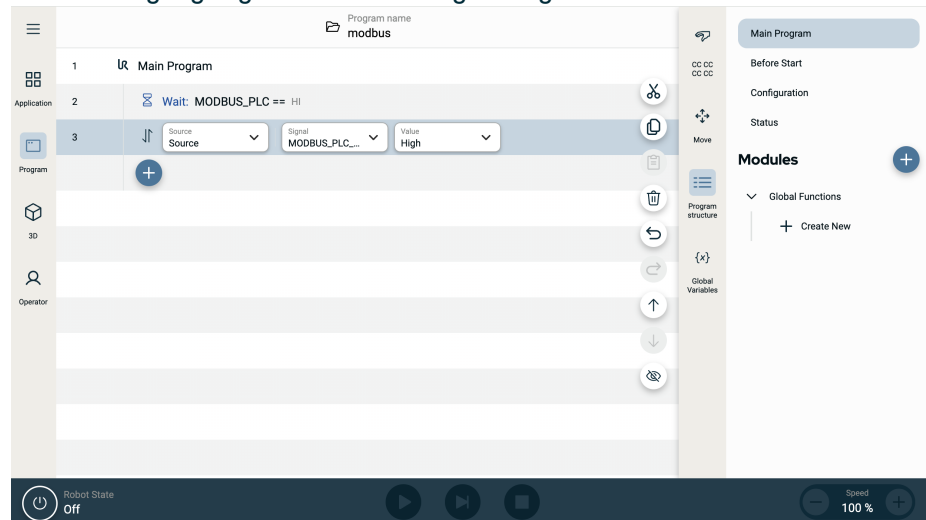 Program name
modbus
Application
Program
3D
Operator
1 Main Program
2 Wait: MODBUS_PLC == HI
3
Source
Source
Signal
MODBUS_PLC_...
Value
High
CC CC
CC CC
Move
Program
structure
{x}
Global
Variables
Main Program
Before Start
Configuration
Status
Modules
Global Functions
Create New
Robot State
Off
Speed
100 %